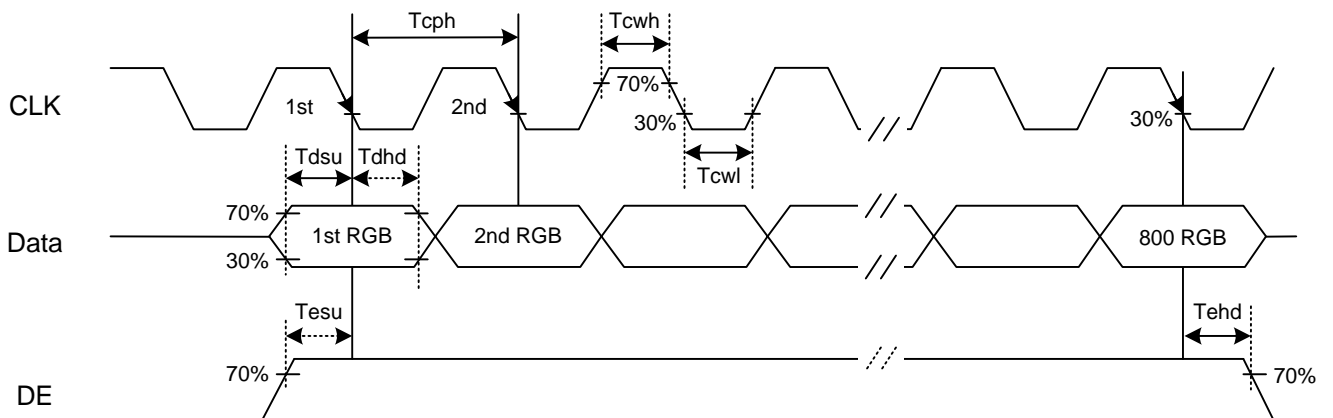 Tcph
Tcwh
CLK
1st
2nd
70%
30%
30%
Tcwl
Tdsu
Tdhd
70%
Data
1st RGB
2nd RGB
800 RGB
30%
Tesu
Tehd
70%
70%
DE